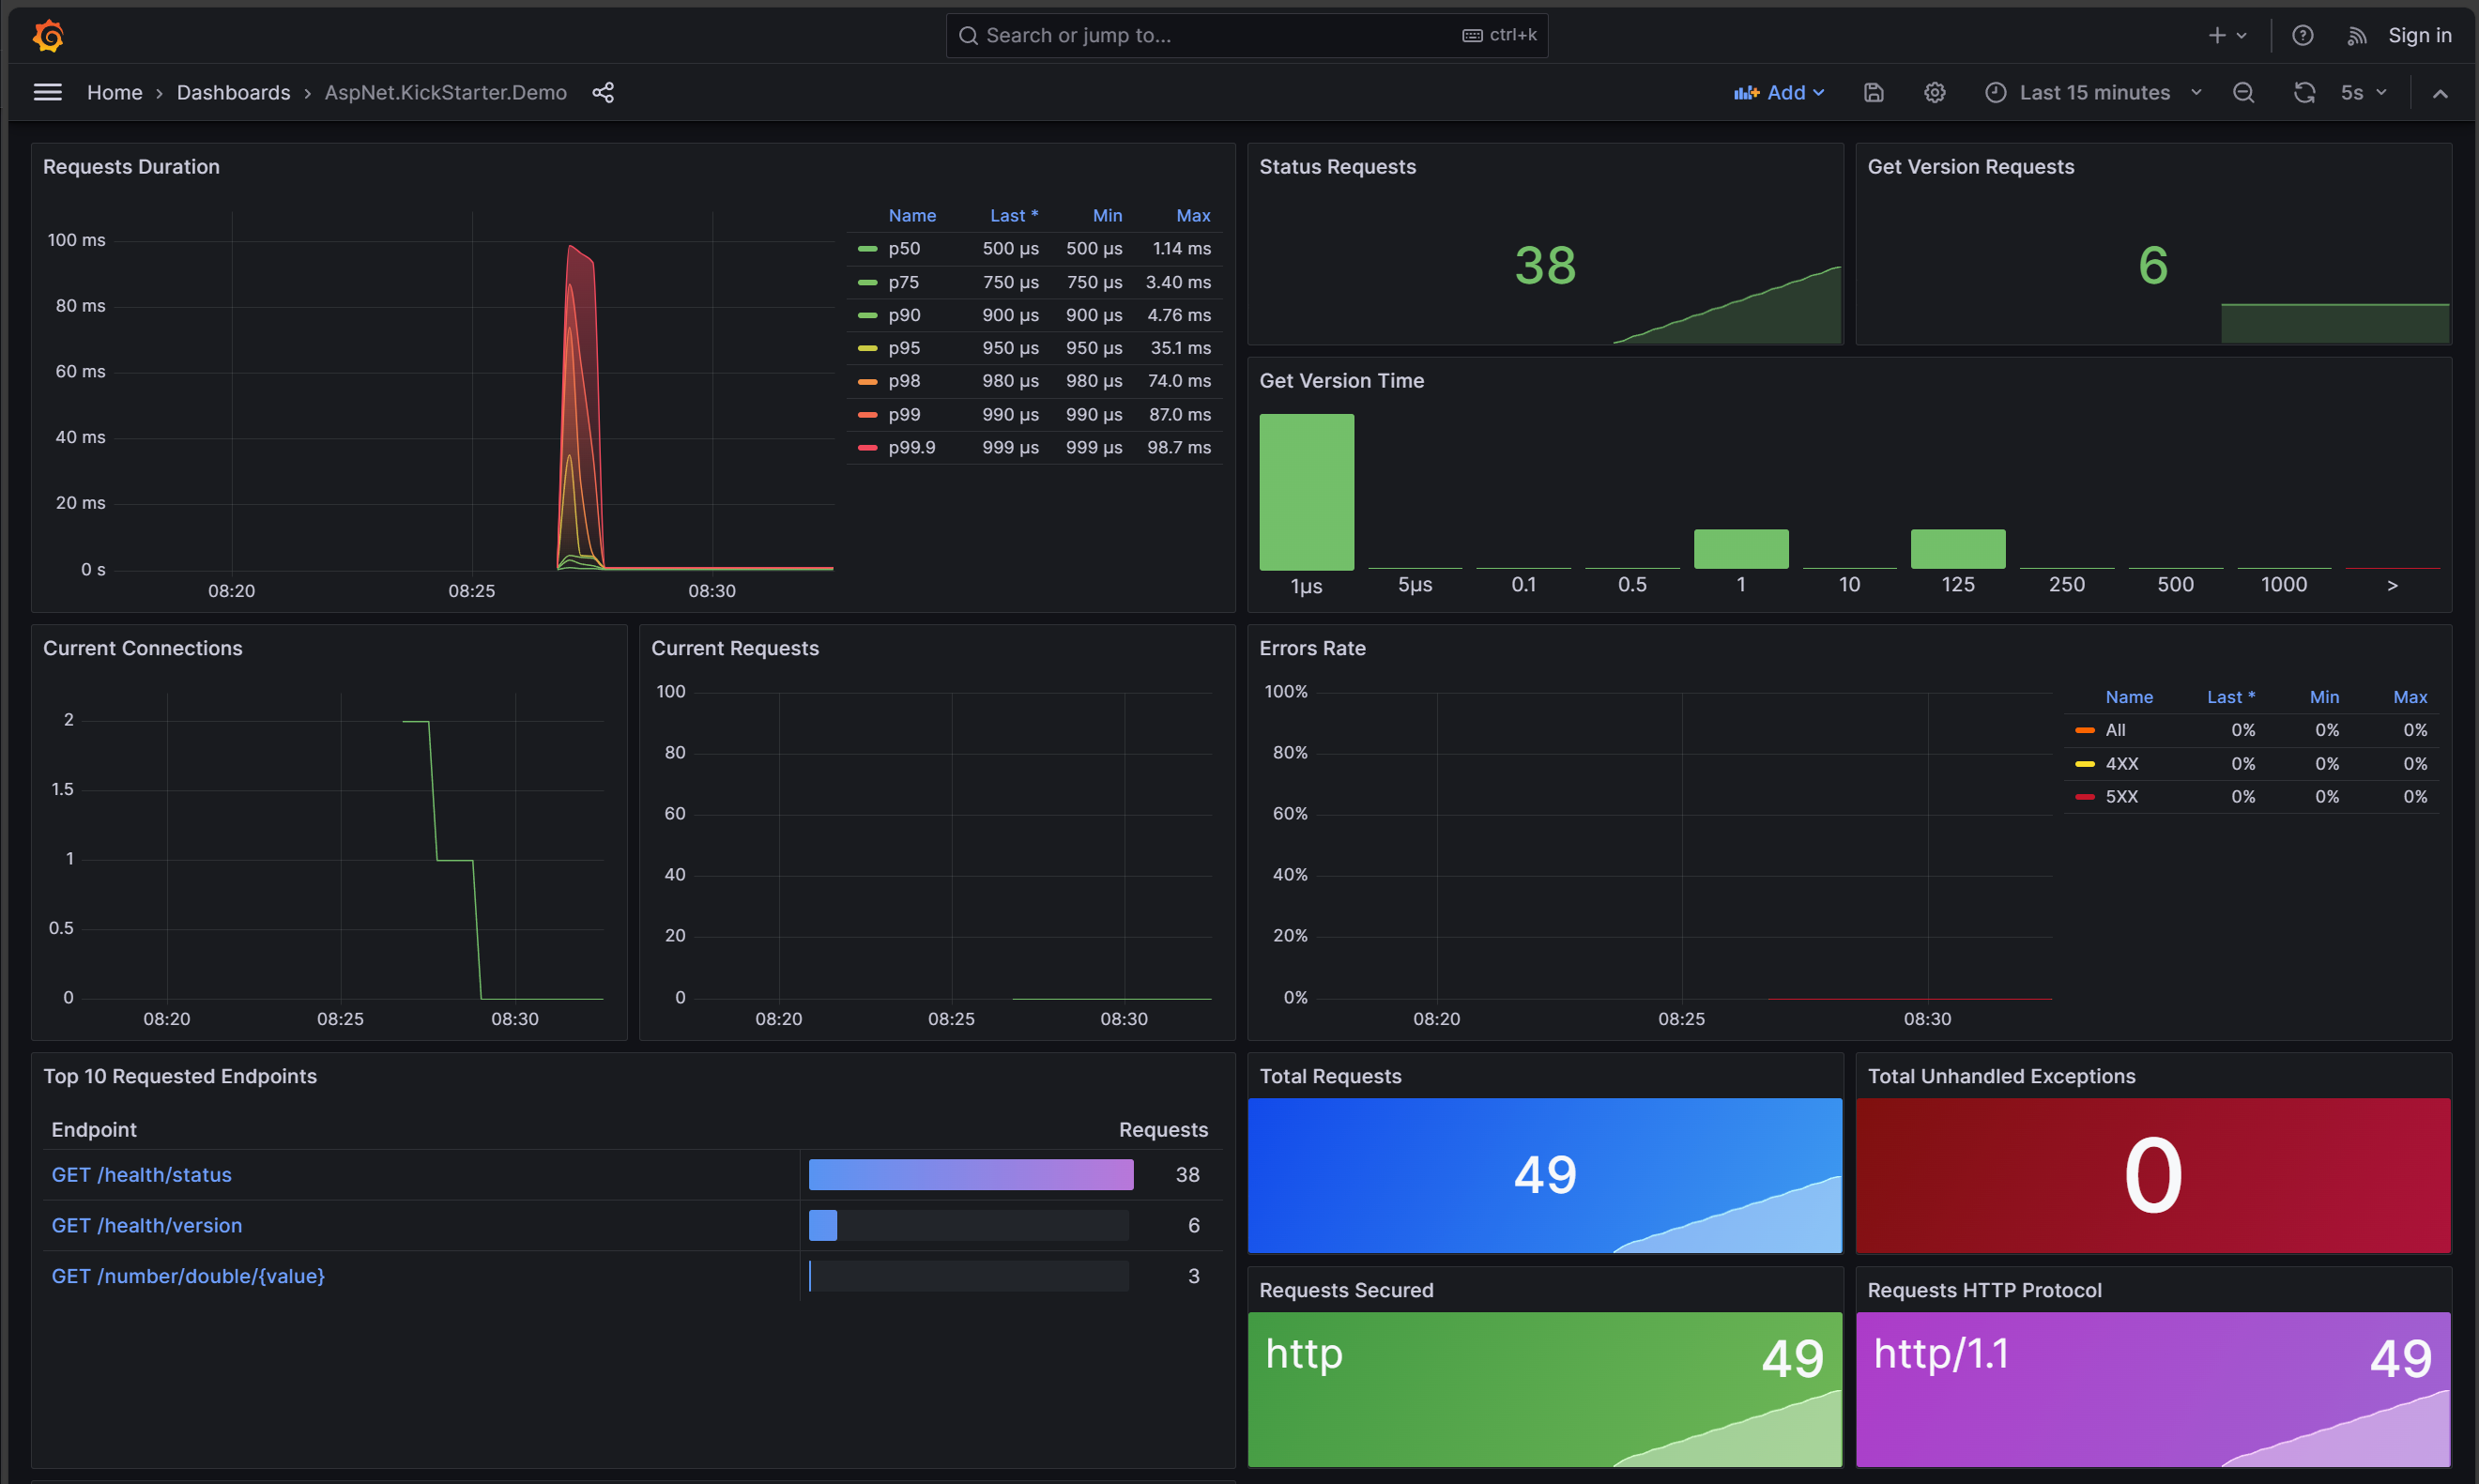 Search or jump to...
ctrl+k
Sign in
Home › Dashboards › AspNet.KickStarter.Demo
Add
Last 15 minutes
5s
Requests Duration
100 ms
80 ms
60 ms
40 ms
20 ms
0 s
08:20 08:25 08:30
Name Last * Min Max
p50 500 µs 500 µs 1.14 ms
p75 750 µs 750 µs 3.40 ms
p90 900 µs 900 µs 4.76 ms
p95 950 µs 950 µs 35.1 ms
p98 980 µs 980 µs 74.0 ms
p99 990 µs 990 µs 87.0 ms
p99.9 999 µs 999 µs 98.7 ms
Status Requests
38
Get Version Requests
6
Get Version Time
1µs 5µs 0.1 0.5 1 10 125 250 500 1000 >
Current Connections
2
1.5
1
0.5
0
08:20 08:25 08:30
Current Requests
100
80
60
40
20
0
08:20 08:25 08:30
Errors Rate
100%
80%
60%
40%
20%
0%
08:20 08:25 08:30
Name Last * Min Max
All 0% 0% 0%
4XX 0% 0% 0%
5XX 0% 0% 0%
Top 10 Requested Endpoints
Endpoint Requests
GET /health/status 38
GET /health/version 6
GET /number/double/{value} 3
Total Requests
49
Total Unhandled Exceptions
0
Requests Secured
http 49
Requests HTTP Protocol
http/1.1 49